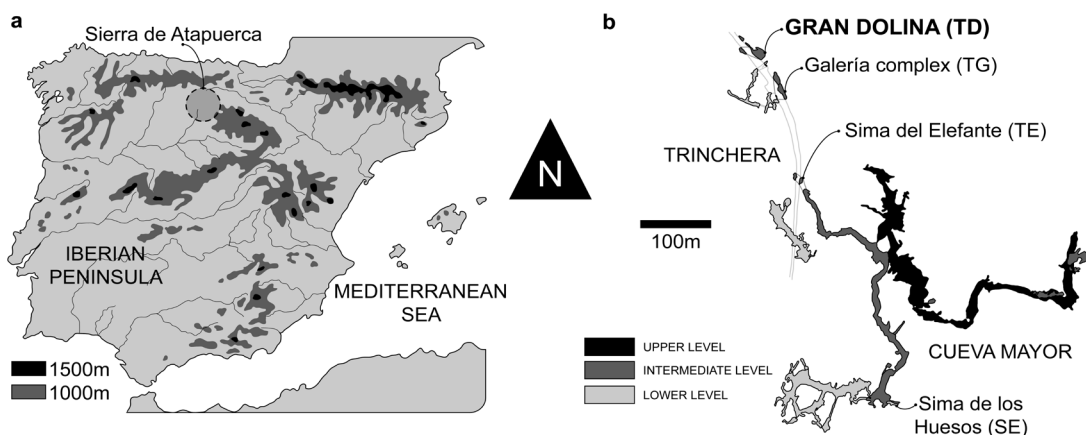 a
Sierra de Atapuerca
IBERIAN
PENINSULA
MEDITERRANEAN
SEA
1500m
1000m
N
b
GRAN DOLINA (TD)
Galería complex (TG)
Sima del Elefante (TE)
TRINCHERA
100m
UPPER LEVEL
INTERMEDIATE LEVEL
LOWER LEVEL
CUEVA MAYOR
Sima de los
Huesos (SE)